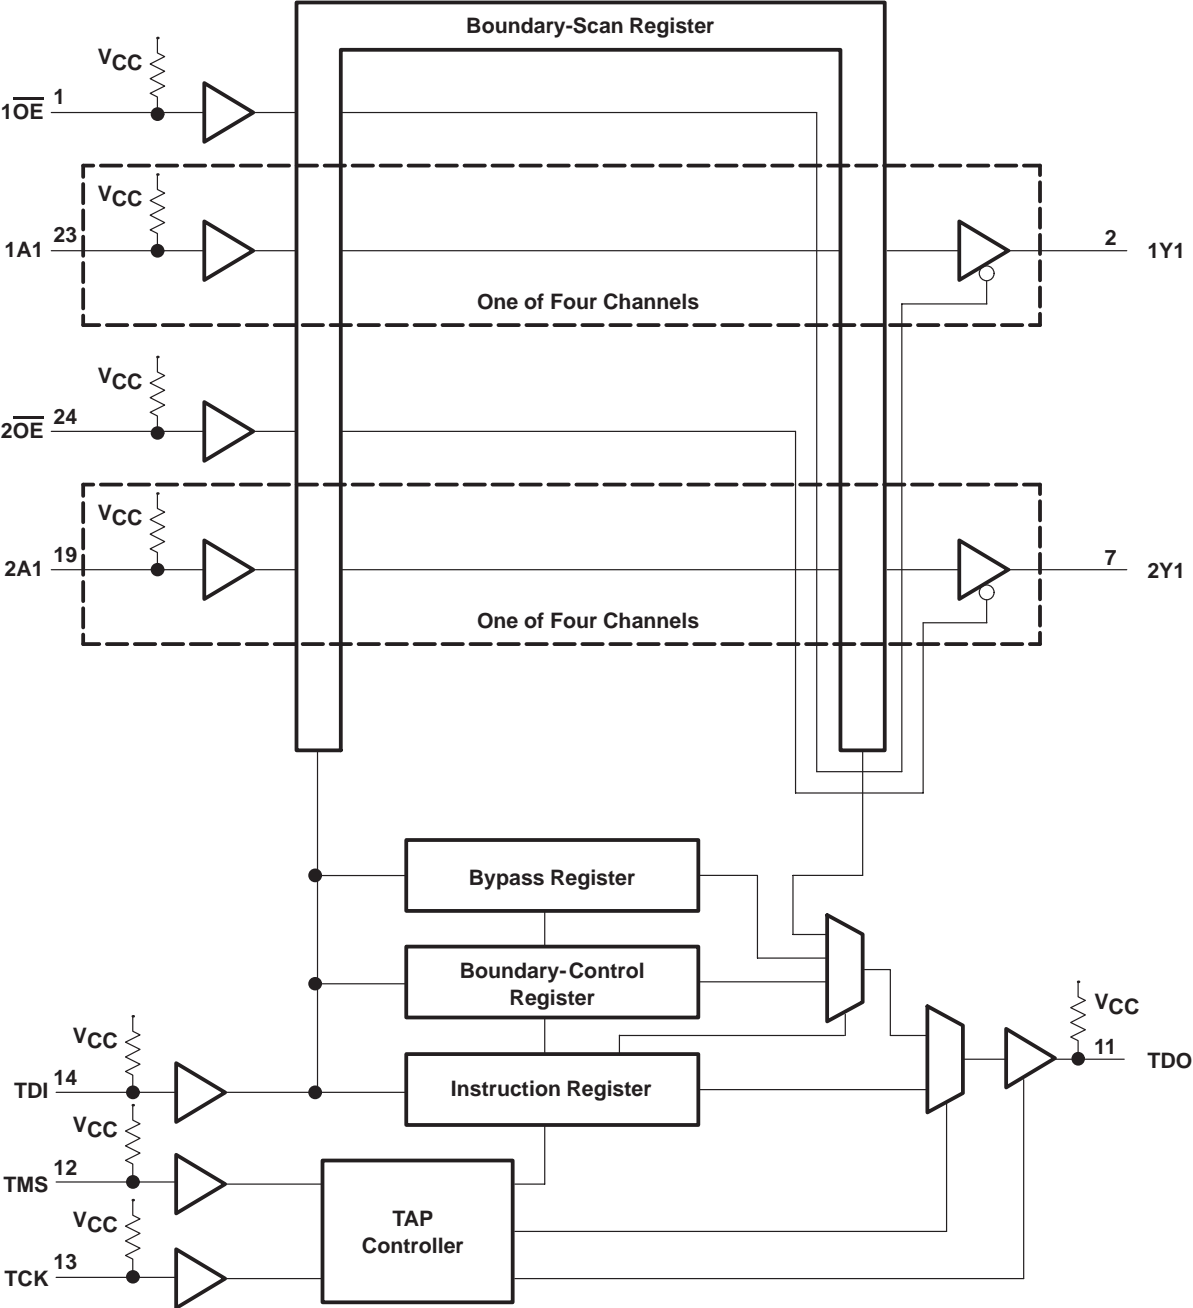 Boundary-Scan Register
VCC
1O̅E̅ 1
VCC
1A1 23
2 1Y1
One of Four Channels
VCC
2O̅E̅ 24
VCC
2A1 19
7 2Y1
One of Four Channels
Bypass Register
Boundary-Control
Register
VCC
VCC
TDI 14
Instruction Register
11 TDO
VCC
TMS 12
VCC
TAP
Controller
TCK 13